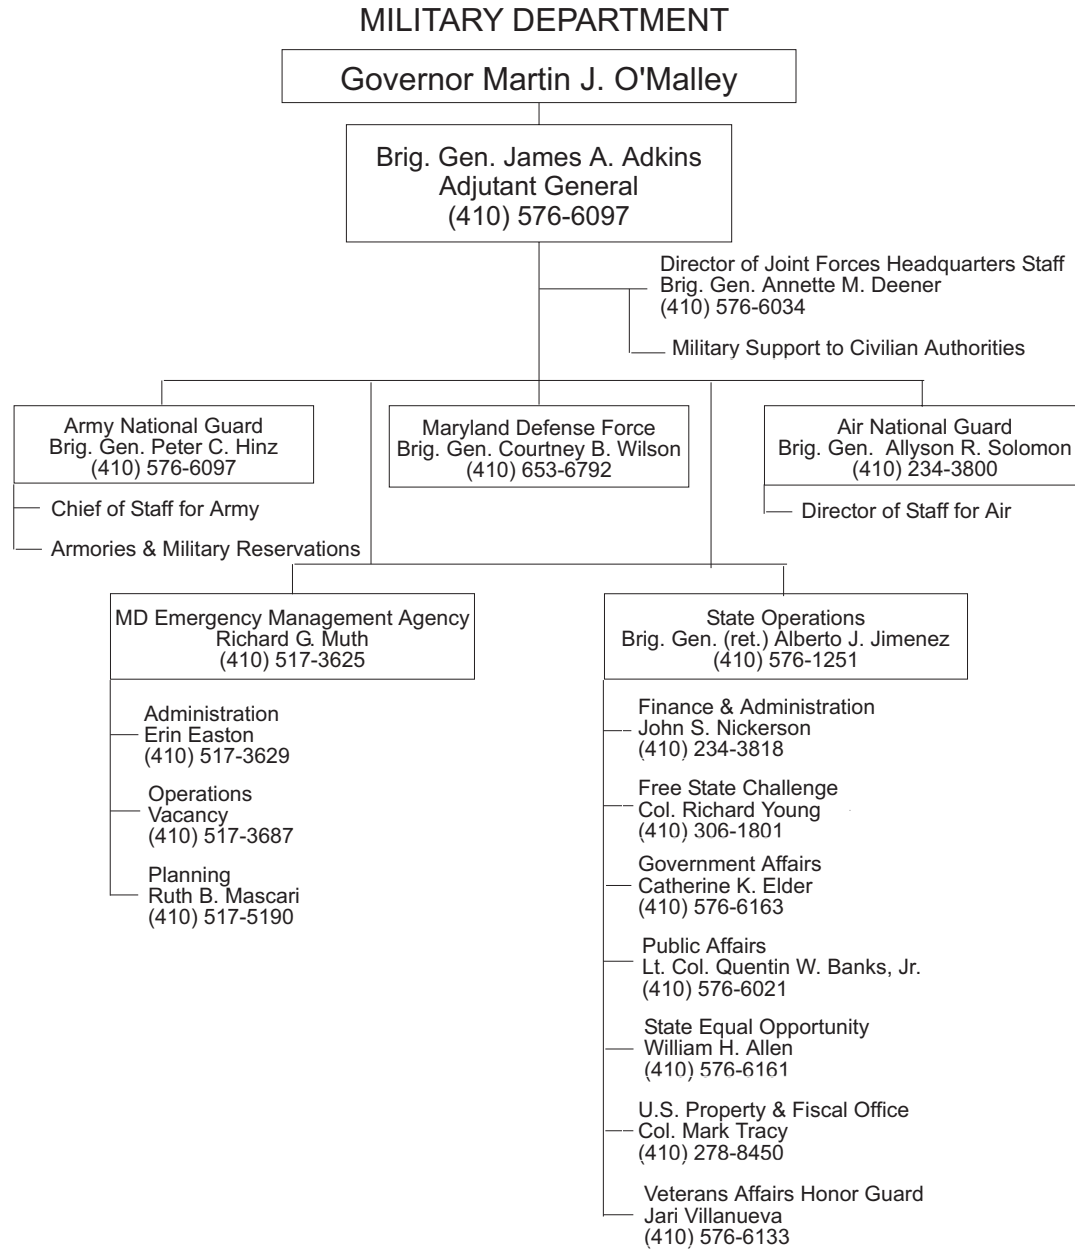 MILITARY DEPARTMENT
Governor Martin J. O'Malley
Brig. Gen. James A. Adkins
Adjutant General
(410) 576-6097
Director of Joint Forces Headquarters Staff
Brig. Gen. Annette M. Deener
(410) 576-6034
Military Support to Civilian Authorities
Army National Guard
Brig. Gen. Peter C. Hinz
(410) 576-6097
Chief of Staff for Army
Armories & Military Reservations
Maryland Defense Force
Brig. Gen. Courtney B. Wilson
(410) 653-6792
Air National Guard
Brig. Gen. Allyson R. Solomon
(410) 234-3800
Director of Staff for Air
MD Emergency Management Agency
Richard G. Muth
(410) 517-3625
Administration
Erin Easton
(410) 517-3629
Operations
Vacancy
(410) 517-3687
Planning
Ruth B. Mascari
(410) 517-5190
State Operations
Brig. Gen. (ret.) Alberto J. Jimenez
(410) 576-1251
Finance & Administration
John S. Nickerson
(410) 234-3818
Free State Challenge
Col. Richard Young
(410) 306-1801
Government Affairs
Catherine K. Elder
(410) 576-6163
Public Affairs
Lt. Col. Quentin W. Banks, Jr.
(410) 576-6021
State Equal Opportunity
William H. Allen
(410) 576-6161
U.S. Property & Fiscal Office
Col. Mark Tracy
(410) 278-8450
Veterans Affairs Honor Guard
Jari Villanueva
(410) 576-6133